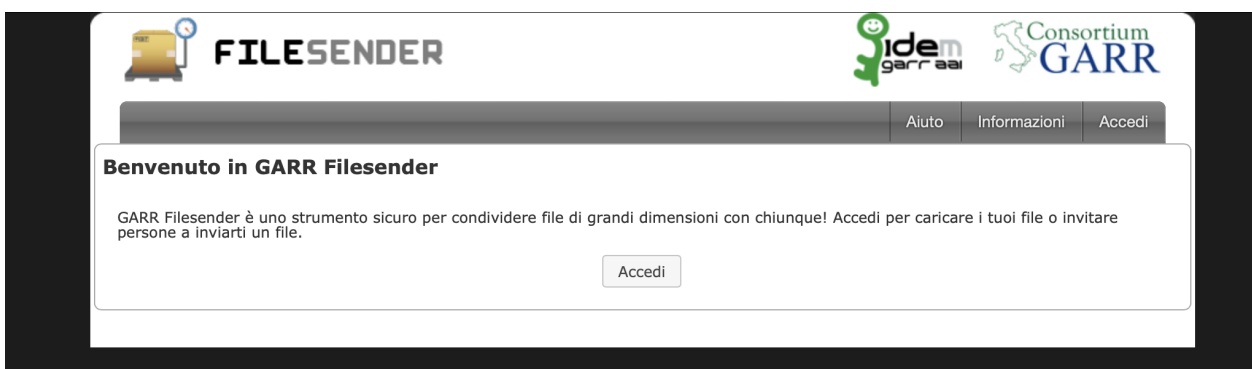 FILESENDER
idem
garr aai
Consortium
GARR
Aiuto
Informazioni
Accedi
Benvenuto in GARR Filesender
GARR Filesender è uno strumento sicuro per condividere file di grandi dimensioni con chiunque! Accedi per caricare i tuoi file o invitare
persone a inviarti un file.
Accedi